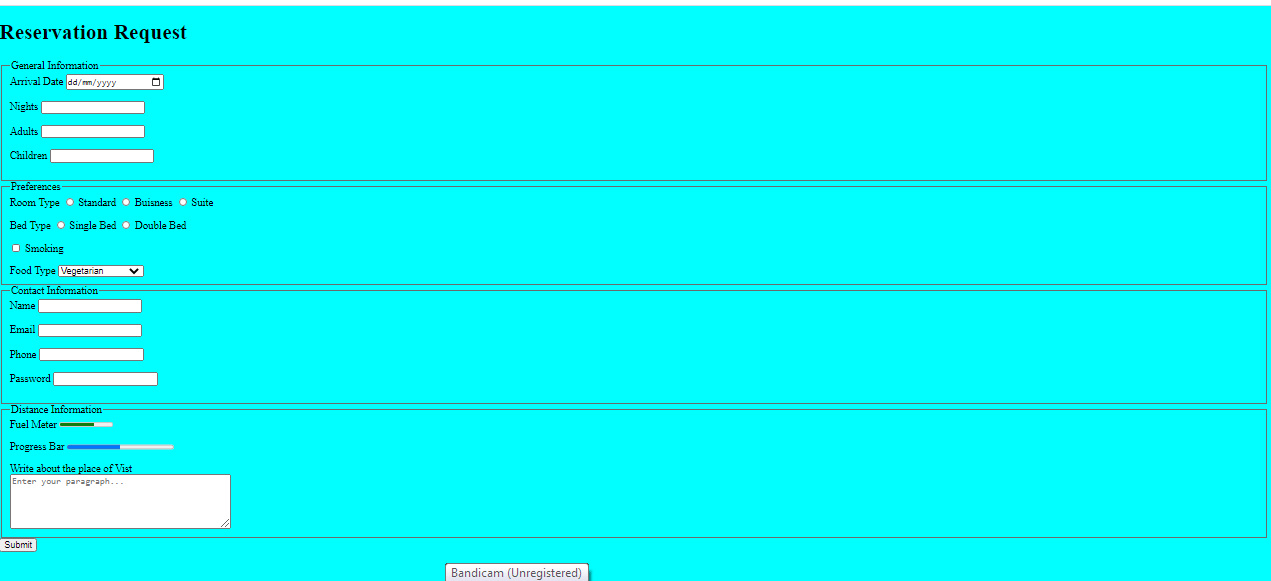 Reservation Request
General Information
Arrival Date dd/mm/yyyy
Nights
Adults
Children
Preferences
Room Type Standard Buisness Suite
Bed Type Single Bed Double Bed
Smoking
Food Type Vegetarian
Contact Information
Name
Email
Phone
Password
Distance Information
Fuel Meter
Progress Bar
Write about the place of Vist
Enter your paragraph...
Submit
Bandicam (Unregistered)